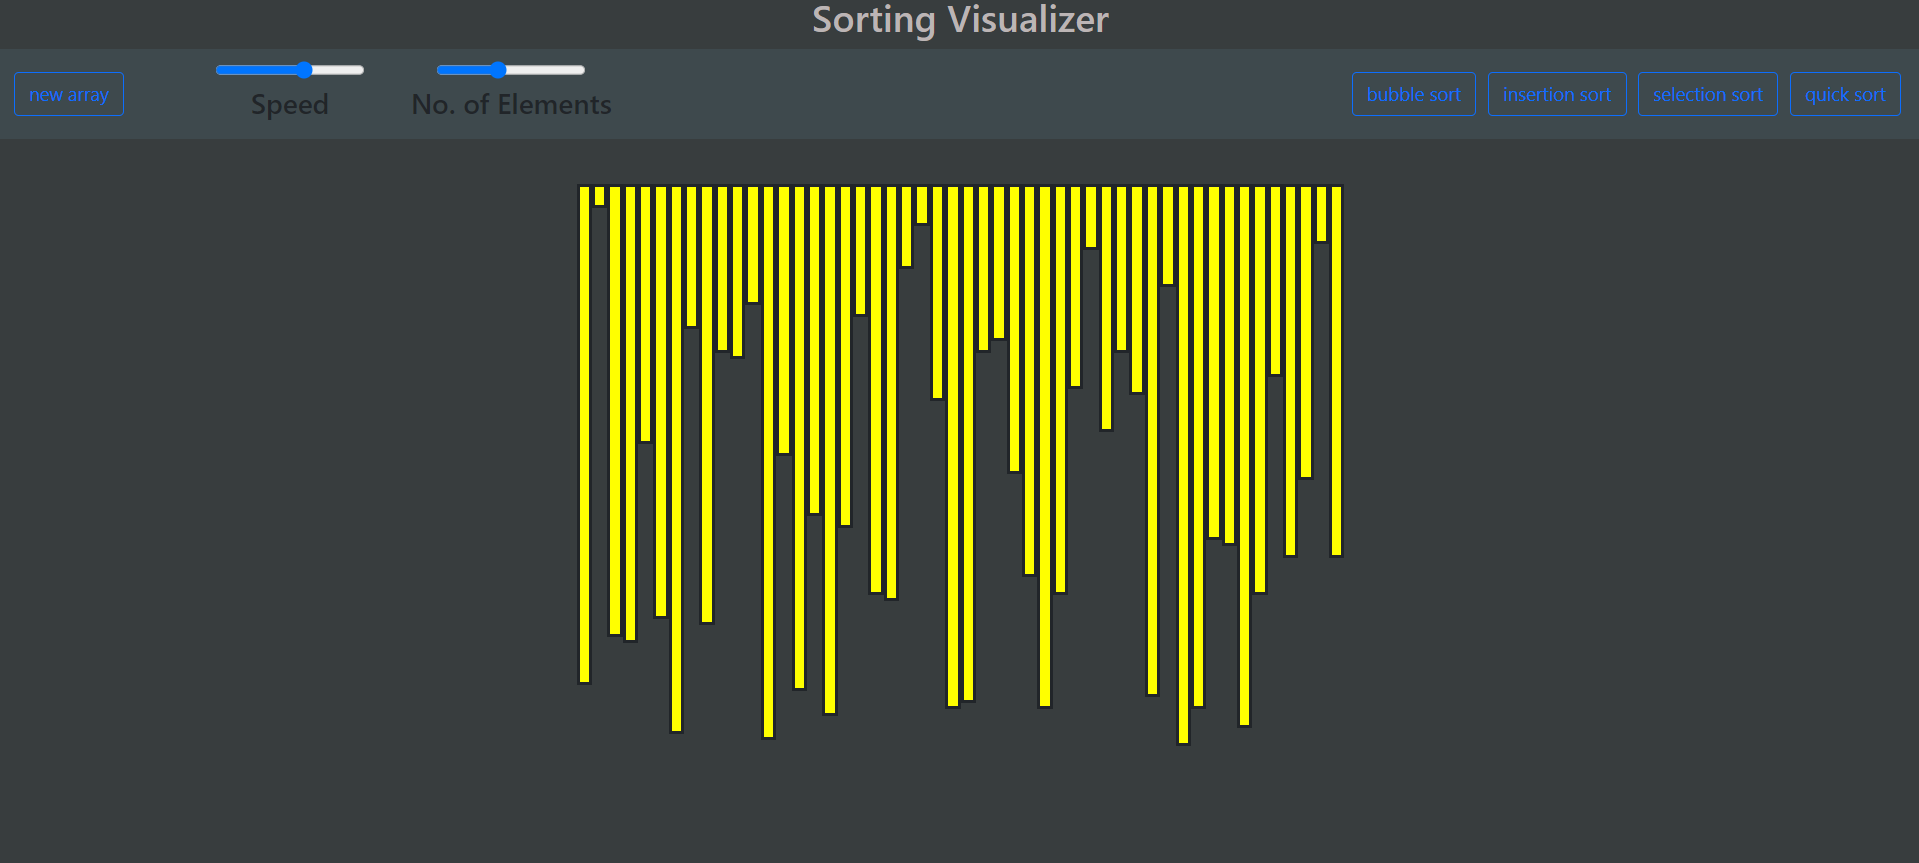 Sorting Visualizer
new array
Speed
No. of Elements
bubble sort
insertion sort
selection sort
quick sort